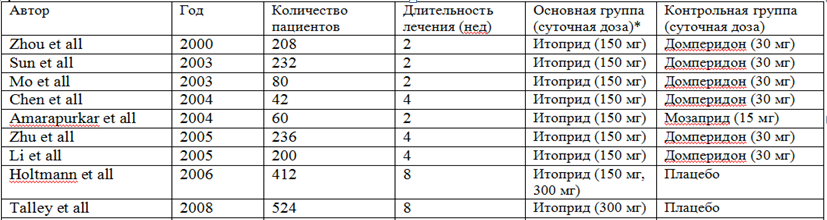 Автор Год Количество пациентов Длительность лечения (нед) Основная группа (суточная доза)* Контрольная группа (суточная доза)
Zhou et all 2000 208 2 Итоприд (150 мг) Домперидон (30 мг)
Sun et all 2003 232 2 Итоприд (150 мг) Домперидон (30 мг)
Mo et all 2003 80 2 Итоприд (150 мг) Домперидон (30 мг)
Chen et all 2004 42 4 Итоприд (150 мг) Домперидон (30 мг)
Amarapurkar et all 2004 60 2 Итоприд (150 мг) Мозаприд (15 мг)
Zhu et all 2005 236 4 Итоприд (150 мг) Домперидон (30 мг)
Li et all 2005 200 4 Итоприд (150 мг) Домперидон (30 мг)
Holtmann et all 2006 412 8 Итоприд (150 мг, 300 мг) Плацебо
Talley et all 2008 524 8 Итоприд (300 мг) Плацебо